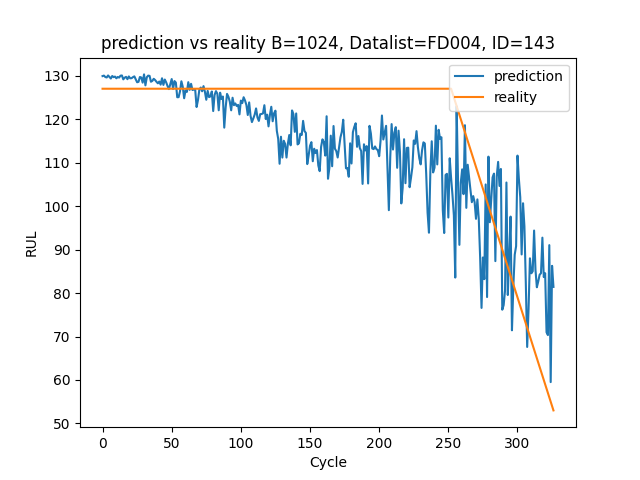 prediction vs reality B=1024, Datalist=FD004, ID=143
prediction
reality
RUL
130
120
110
100
90
80
70
60
50
0 50 100 150 200 250 300
Cycle